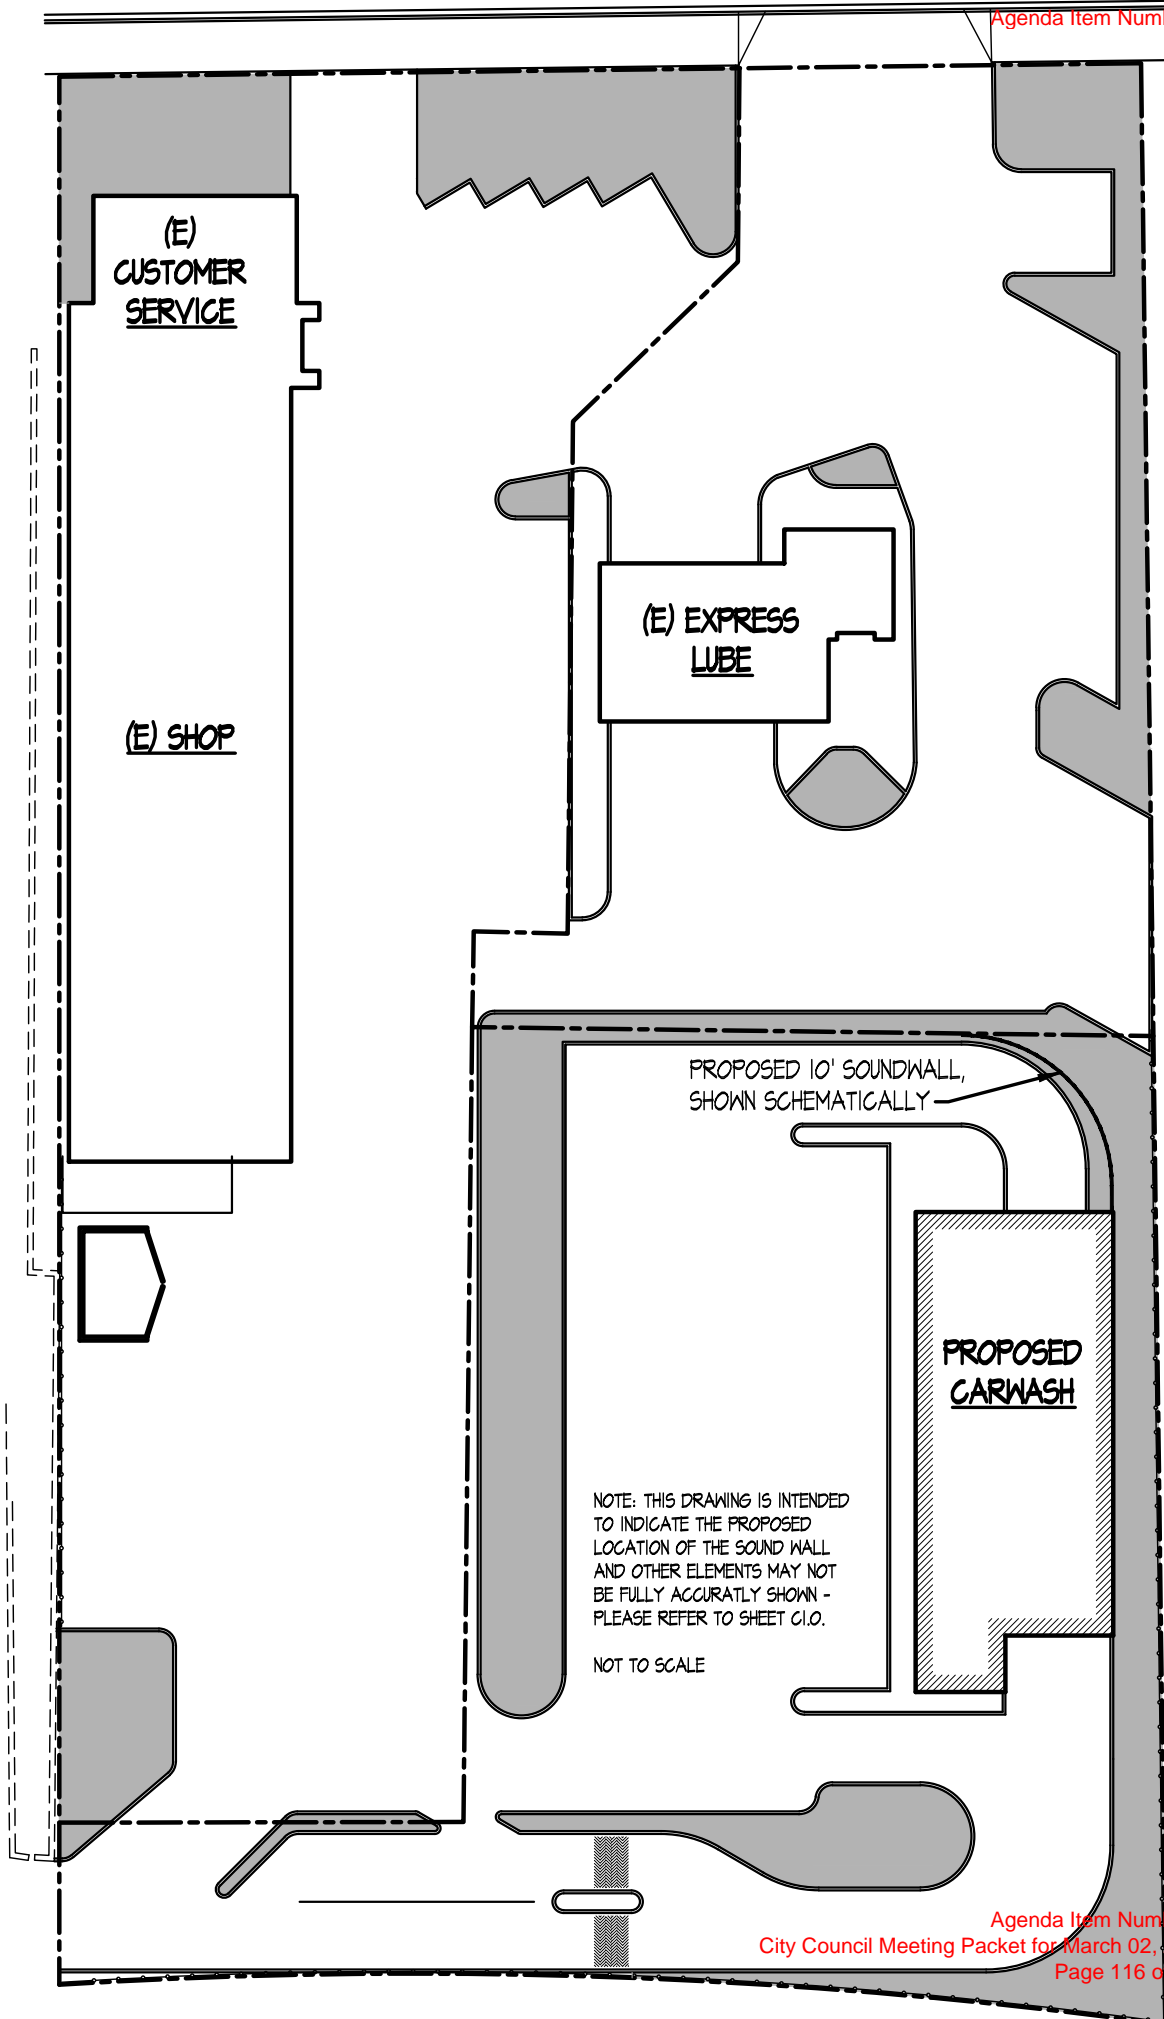 Agenda Item Num
(E)
CUSTOMER
SERVICE
(E) EXPRESS
LUBE
(E) SHOP
PROPOSED 10' SOUNDWALL,
SHOWN SCHEMATICALLY
PROPOSED
CARWASH
NOTE: THIS DRAWING IS INTENDED
TO INDICATE THE PROPOSED
LOCATION OF THE SOUND WALL
AND OTHER ELEMENTS MAY NOT
BE FULLY ACCURATLY SHOWN -
PLEASE REFER TO SHEET C1.0.
NOT TO SCALE
Agenda Item Num
City Council Meeting Packet for March 02,
Page 116 o